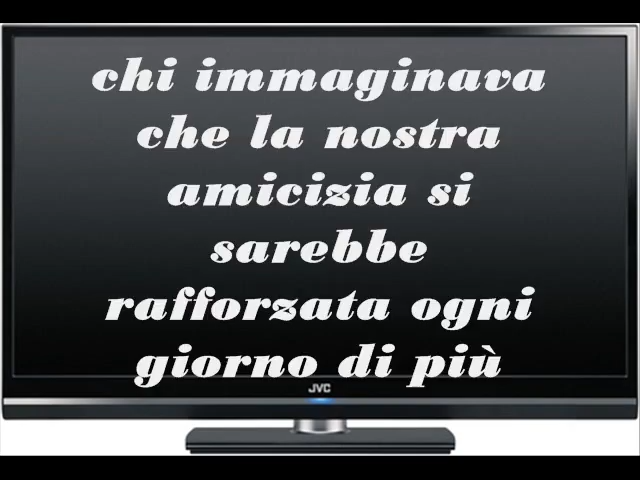 chi immaginava
che la nostra
amicizia si
sarebbe
rafforzata ogni
giorno di più
JVC